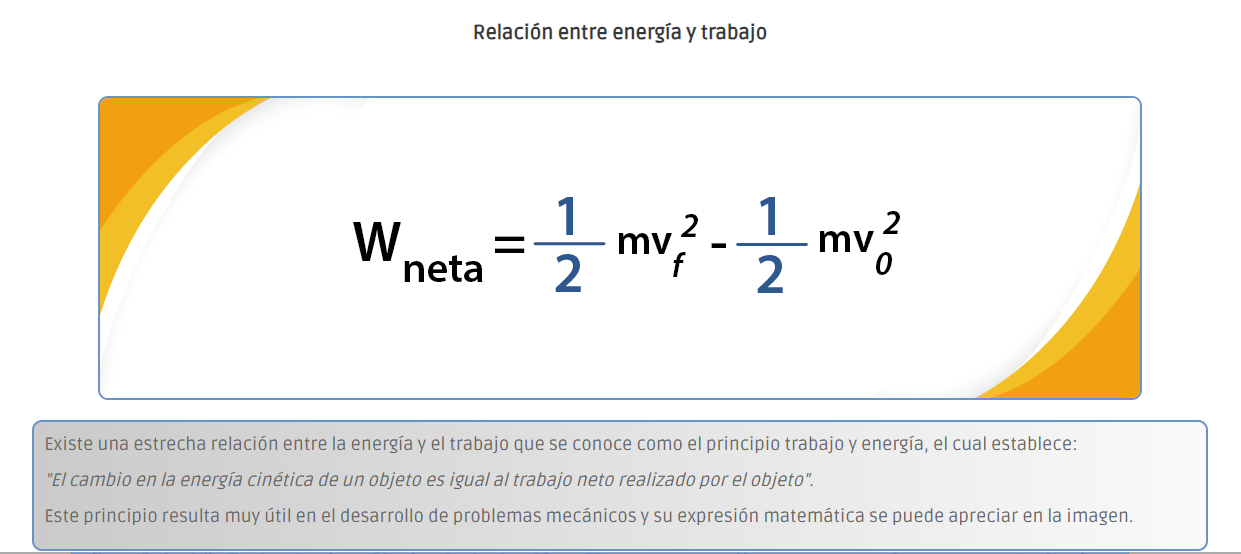 Relación entre energía y trabajo
W neta = 1/2 mv_f^2 - 1/2 mv_0^2
Existe una estrecha relación entre la energía y el trabajo que se conoce como el principio trabajo y energía, el cual establece:
"El cambio en la energía cinética de un objeto es igual al trabajo neto realizado por el objeto".
Este principio resulta muy útil en el desarrollo de problemas mecánicos y su expresión matemática se puede apreciar en la imagen.